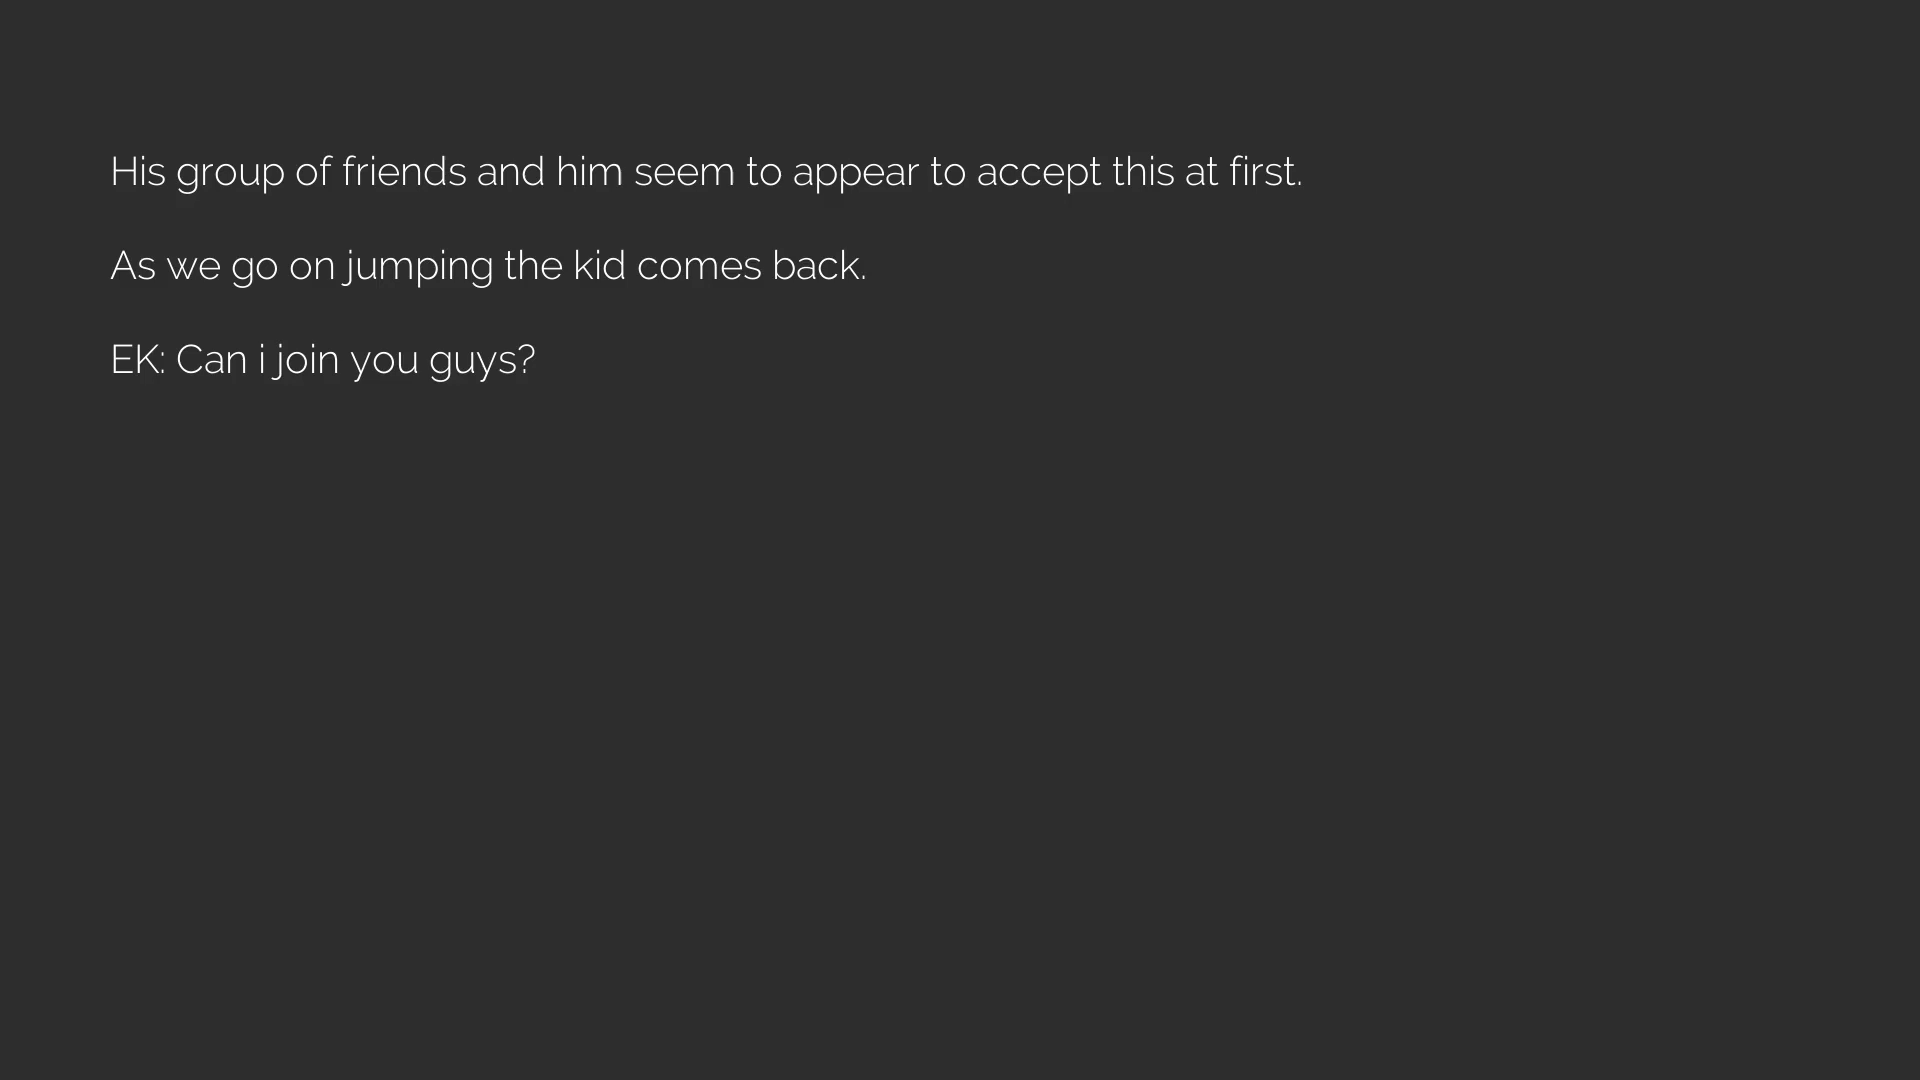 His group of friends and him seem to appear to accept this at first.
As we go on jumping the kid comes back.
EK: Can i join you guys?